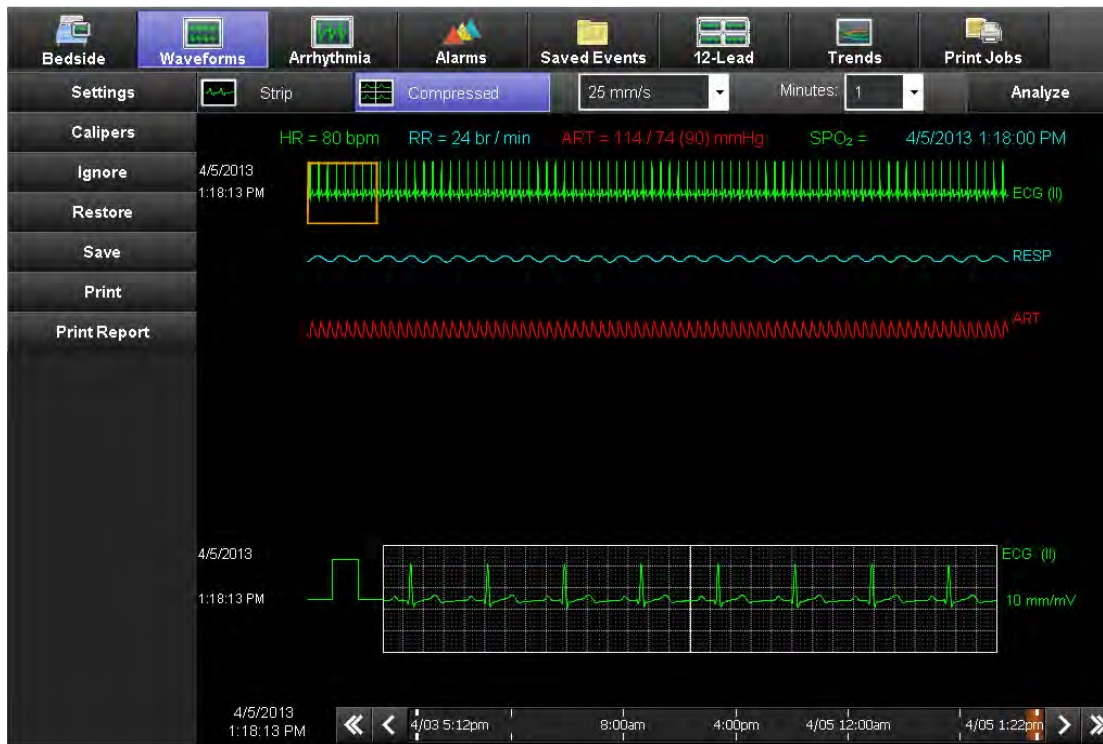 Bedside Waveforms Arrhythmia Alarms Saved Events 12-Lead Trends Print Jobs
Settings Strip Compressed 25 mm/s Minutes: 1 Analyze
Calipers
HR = 80 bpm RR = 24 br / min ART = 114 / 74 (90) mmHg SPO₂ = 4/5/2013 1:18:00 PM
Ignore
4/5/2013
1:18:13 PM ECG (II)
Restore
Save
RESP
Print
Print Report
ART
4/5/2013 ECG (II)
1:18:13 PM 10 mm/mV
4/5/2013
1:18:13 PM
4/03 5:12pm 8:00am 4:00pm 4/05 12:00am 4/05 1:22pm